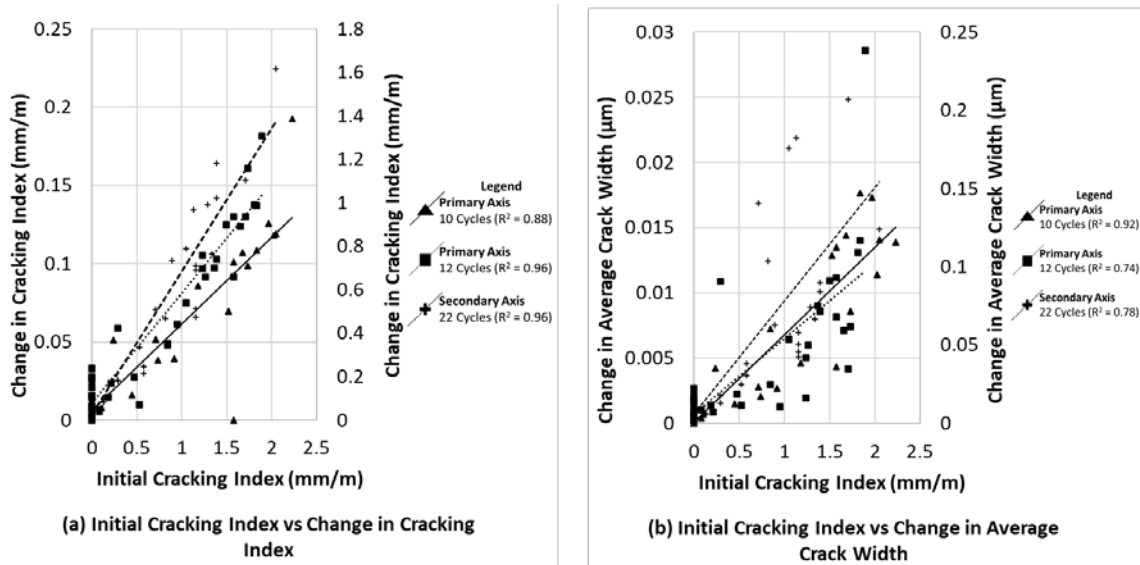 0.25
0.2
0.15
0.1
0.05
0
1.8
1.6
1.4
1.2
1
0.8
0.6
0.4
0.2
0
Change in Cracking Index (mm/m)
Change in Cracking Index (mm/m)
0 0.5 1 1.5 2 2.5
Initial Cracking Index (mm/m)
Legend
Primary Axis
10 Cycles (R² = 0.88)
Primary Axis
12 Cycles (R² = 0.96)
Secondary Axis
22 Cycles (R² = 0.96)
(a) Initial Cracking Index vs Change in Cracking
Index
0.03
0.025
0.02
0.015
0.01
0.005
0
0.25
0.2
0.15
0.1
0.05
0
Change in Average Crack Width (μm)
Change in Average Crack Width (μm)
0 0.5 1 1.5 2 2.5
Initial Cracking Index (mm/m)
Legend
Primary Axis
10 Cycles (R² = 0.92)
Primary Axis
12 Cycles (R² = 0.74)
Secondary Axis
22 Cycles (R² = 0.78)
(b) Initial Cracking Index vs Change in Average
Crack Width